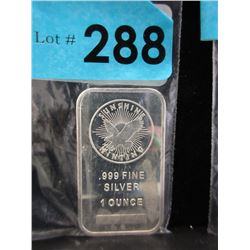 Lot # 288
SUNSHINE
MINTING
.999 FINE
SILVER
1 OUNCE